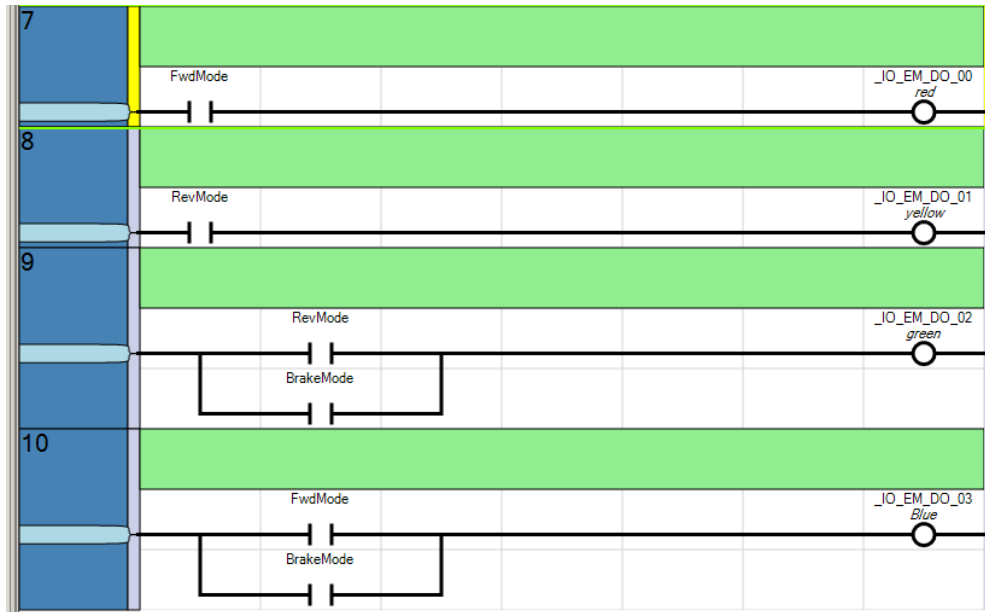 7
FwdMode
_IO_EM_DO_00
red
8
RevMode
_IO_EM_DO_01
yellow
9
RevMode
_IO_EM_DO_02
green
BrakeMode
10
FwdMode
_IO_EM_DO_03
Blue
BrakeMode